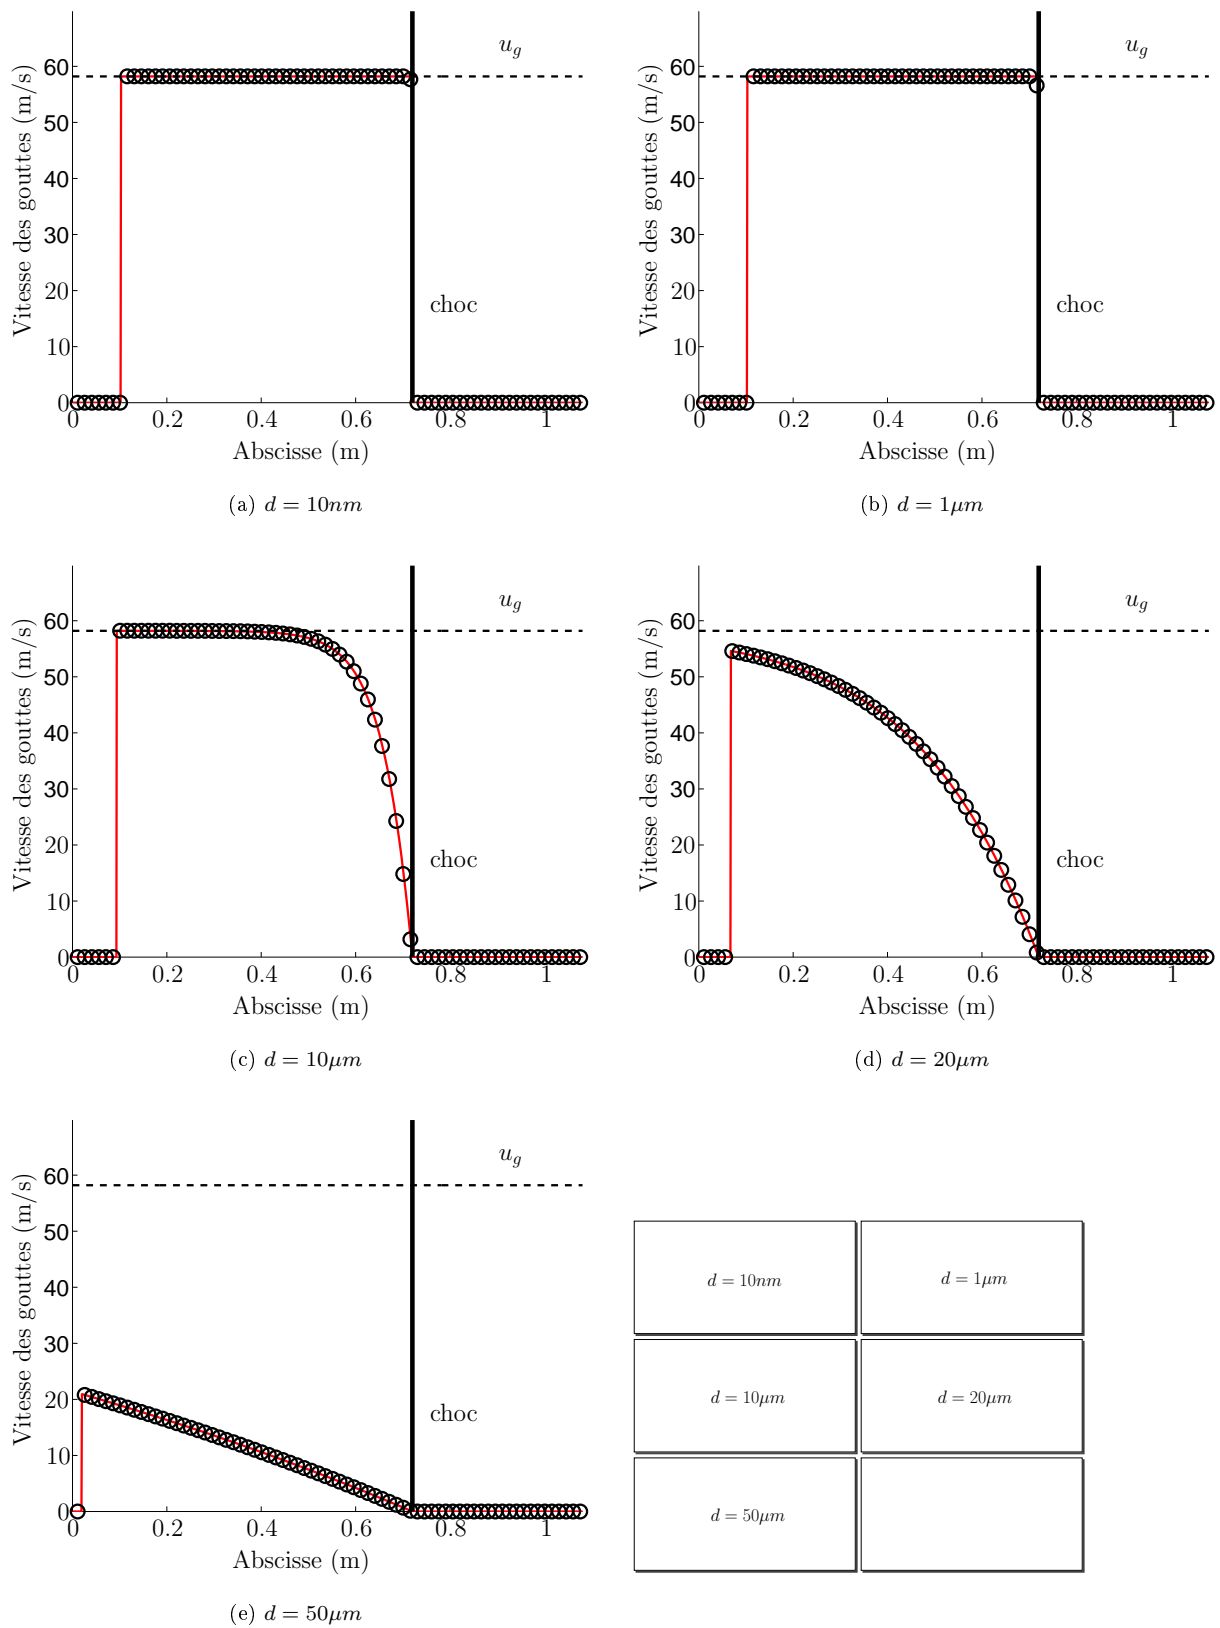 u_g
Vitesse des gouttes (m/s)
60
50
40
30
20
10
0
choc
0 0.2 0.4 0.6 0.8 1
Abscisse (m)
(a) d = 10nm
u_g
Vitesse des gouttes (m/s)
60
50
40
30
20
10
0
choc
0 0.2 0.4 0.6 0.8 1
Abscisse (m)
(b) d = 1μm
u_g
Vitesse des gouttes (m/s)
60
50
40
30
20
10
0
choc
0 0.2 0.4 0.6 0.8 1
Abscisse (m)
(c) d = 10μm
u_g
Vitesse des gouttes (m/s)
60
50
40
30
20
10
0
choc
0 0.2 0.4 0.6 0.8 1
Abscisse (m)
(d) d = 20μm
u_g
Vitesse des gouttes (m/s)
60
50
40
30
20
10
0
choc
0 0.2 0.4 0.6 0.8 1
Abscisse (m)
(e) d = 50μm
d = 10nm
d = 1μm
d = 10μm
d = 20μm
d = 50μm